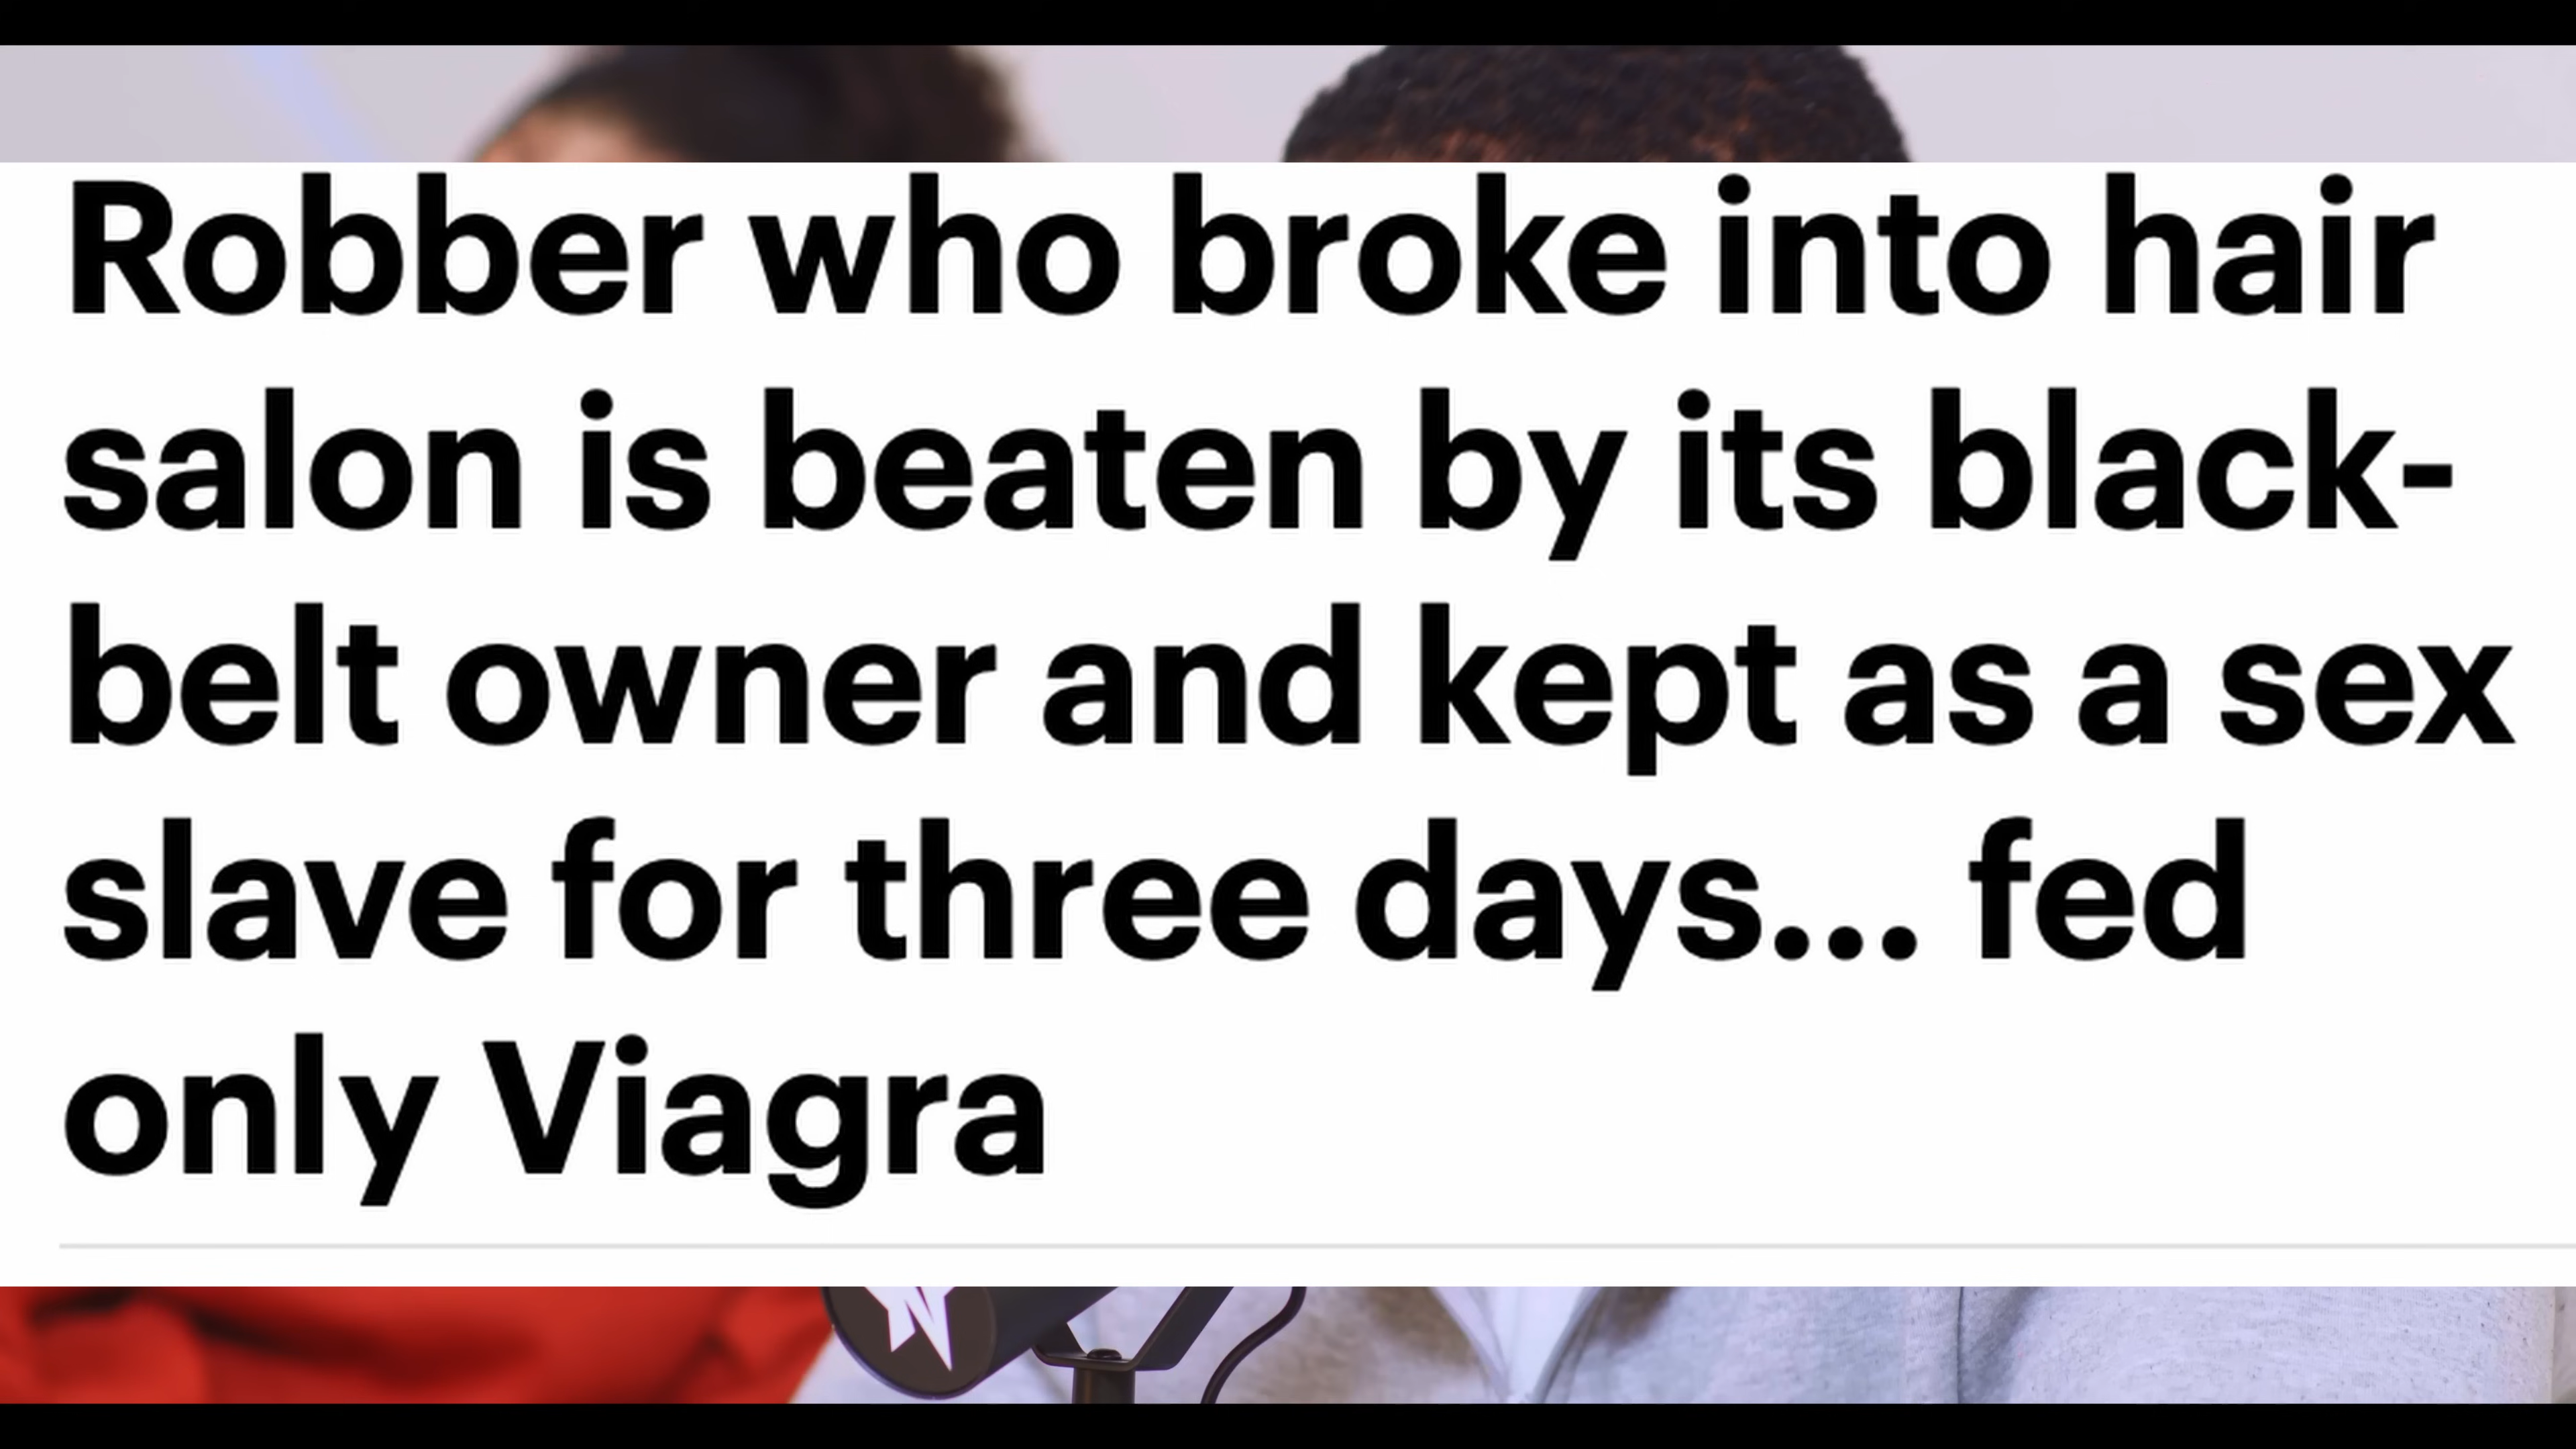 Robber who broke into hair
salon is beaten by its black-
belt owner and kept as a sex
slave for three days... fed
only Viagra
N